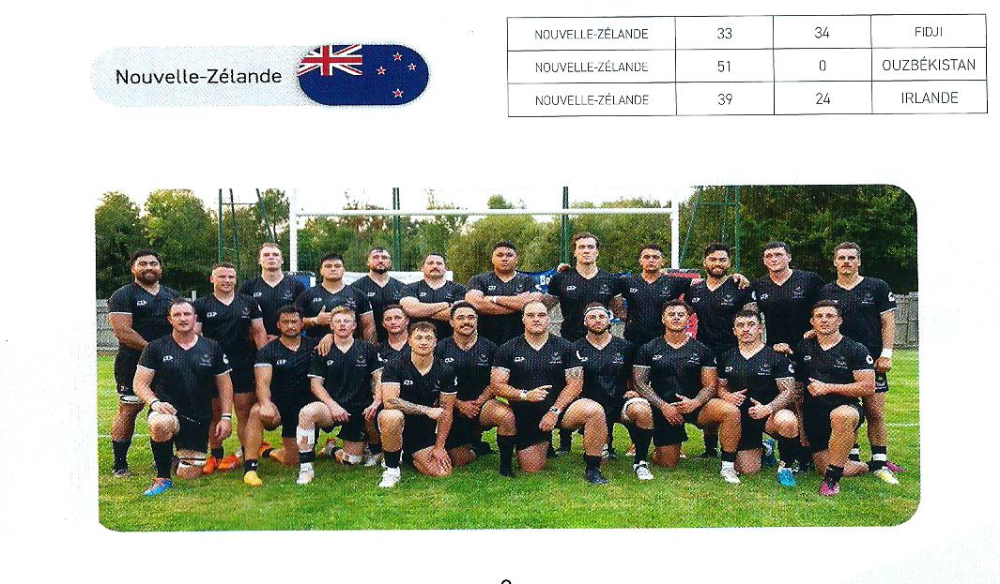 Nouvelle-Zélande
NOUVELLE-ZÉLANDE 33 34 FIDJI
NOUVELLE-ZÉLANDE 51 0 OUZBÉKISTAN
NOUVELLE-ZÉLANDE 39 24 IRLANDE